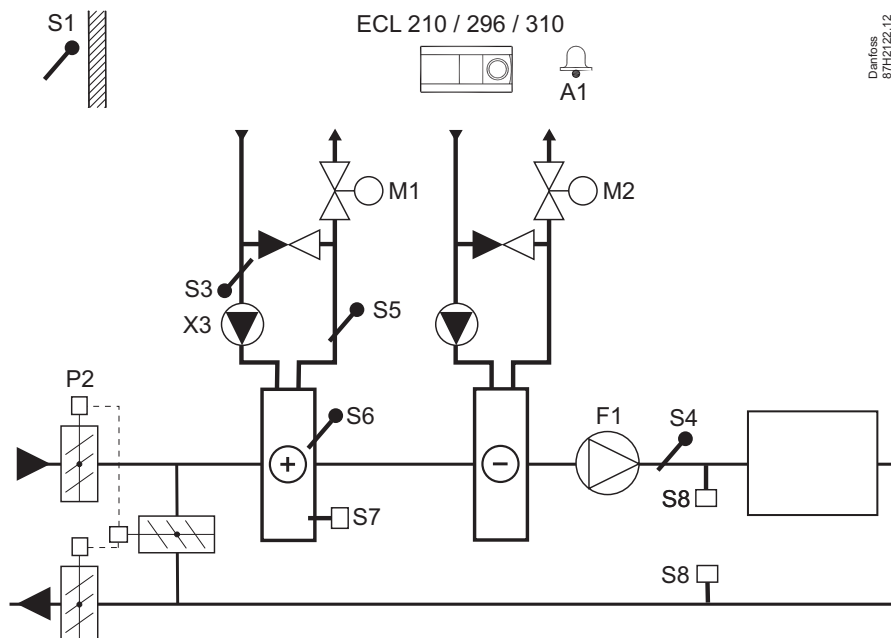 S1
ECL 210 / 296 / 310
A1
Danfoss
87H2122.12
M1
M2
S3
S5
X3
P2
S6
F1
S4
+
−
S8
S7
S8